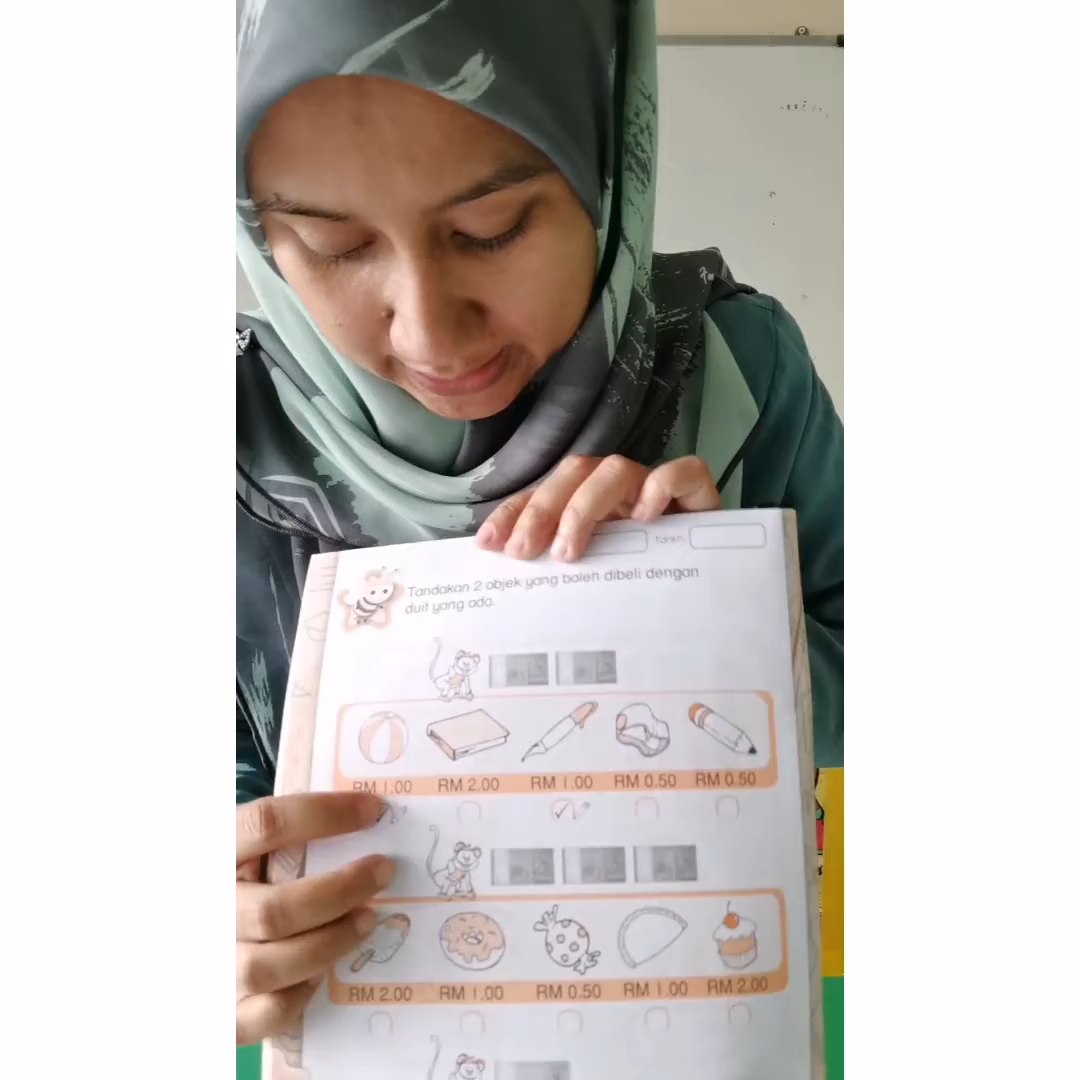 Tarikh:
Tandakan 2 objek yang boleh dibeli dengan
duit yang ada.
RM 1.00 RM 2.00 RM 1.00 RM 0.50 RM 0.50
RM 2.00 RM 1.00 RM 0.50 RM 1.00 RM 2.00